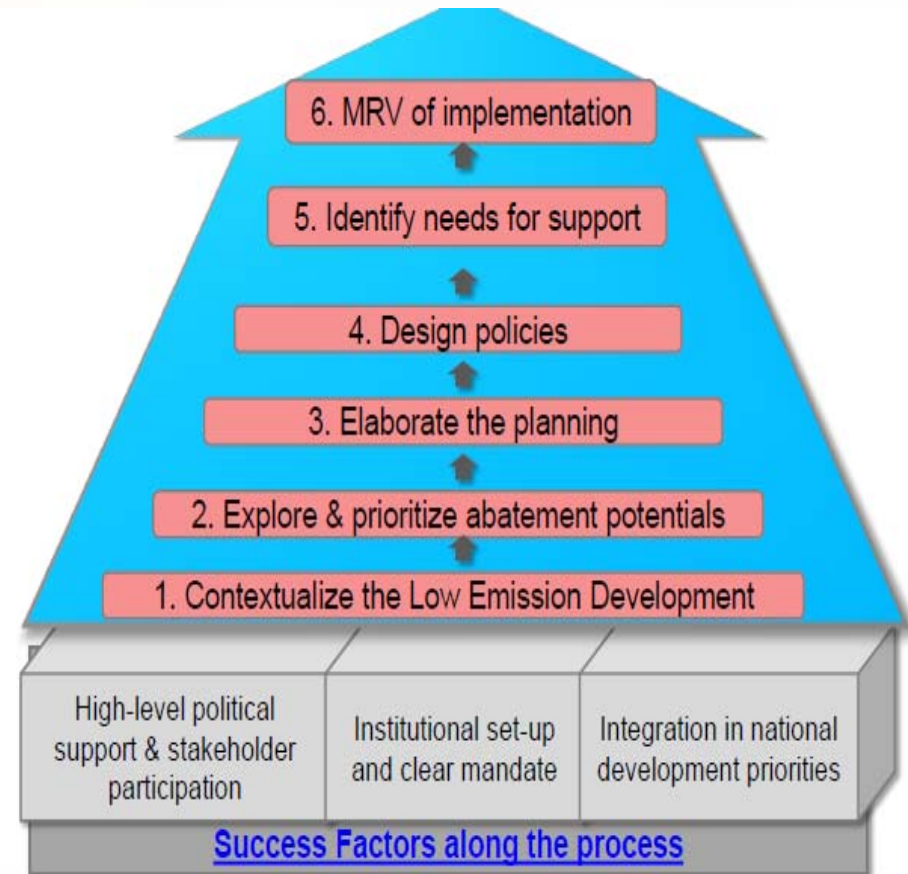 6. MRV of implementation
5. Identify needs for support
4. Design policies
3. Elaborate the planning
2. Explore & prioritize abatement potentials
1. Contextualize the Low Emission Development
High-level political
support & stakeholder
participation
Institutional set-up
and clear mandate
Integration in national
development priorities
Success Factors along the process